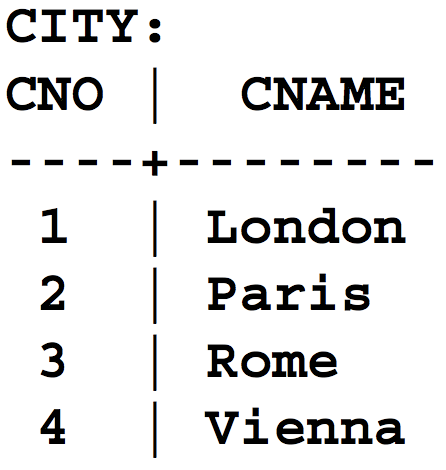 CITY:
CNO | CNAME
----+--------
1 | London
2 | Paris
3 | Rome
4 | Vienna